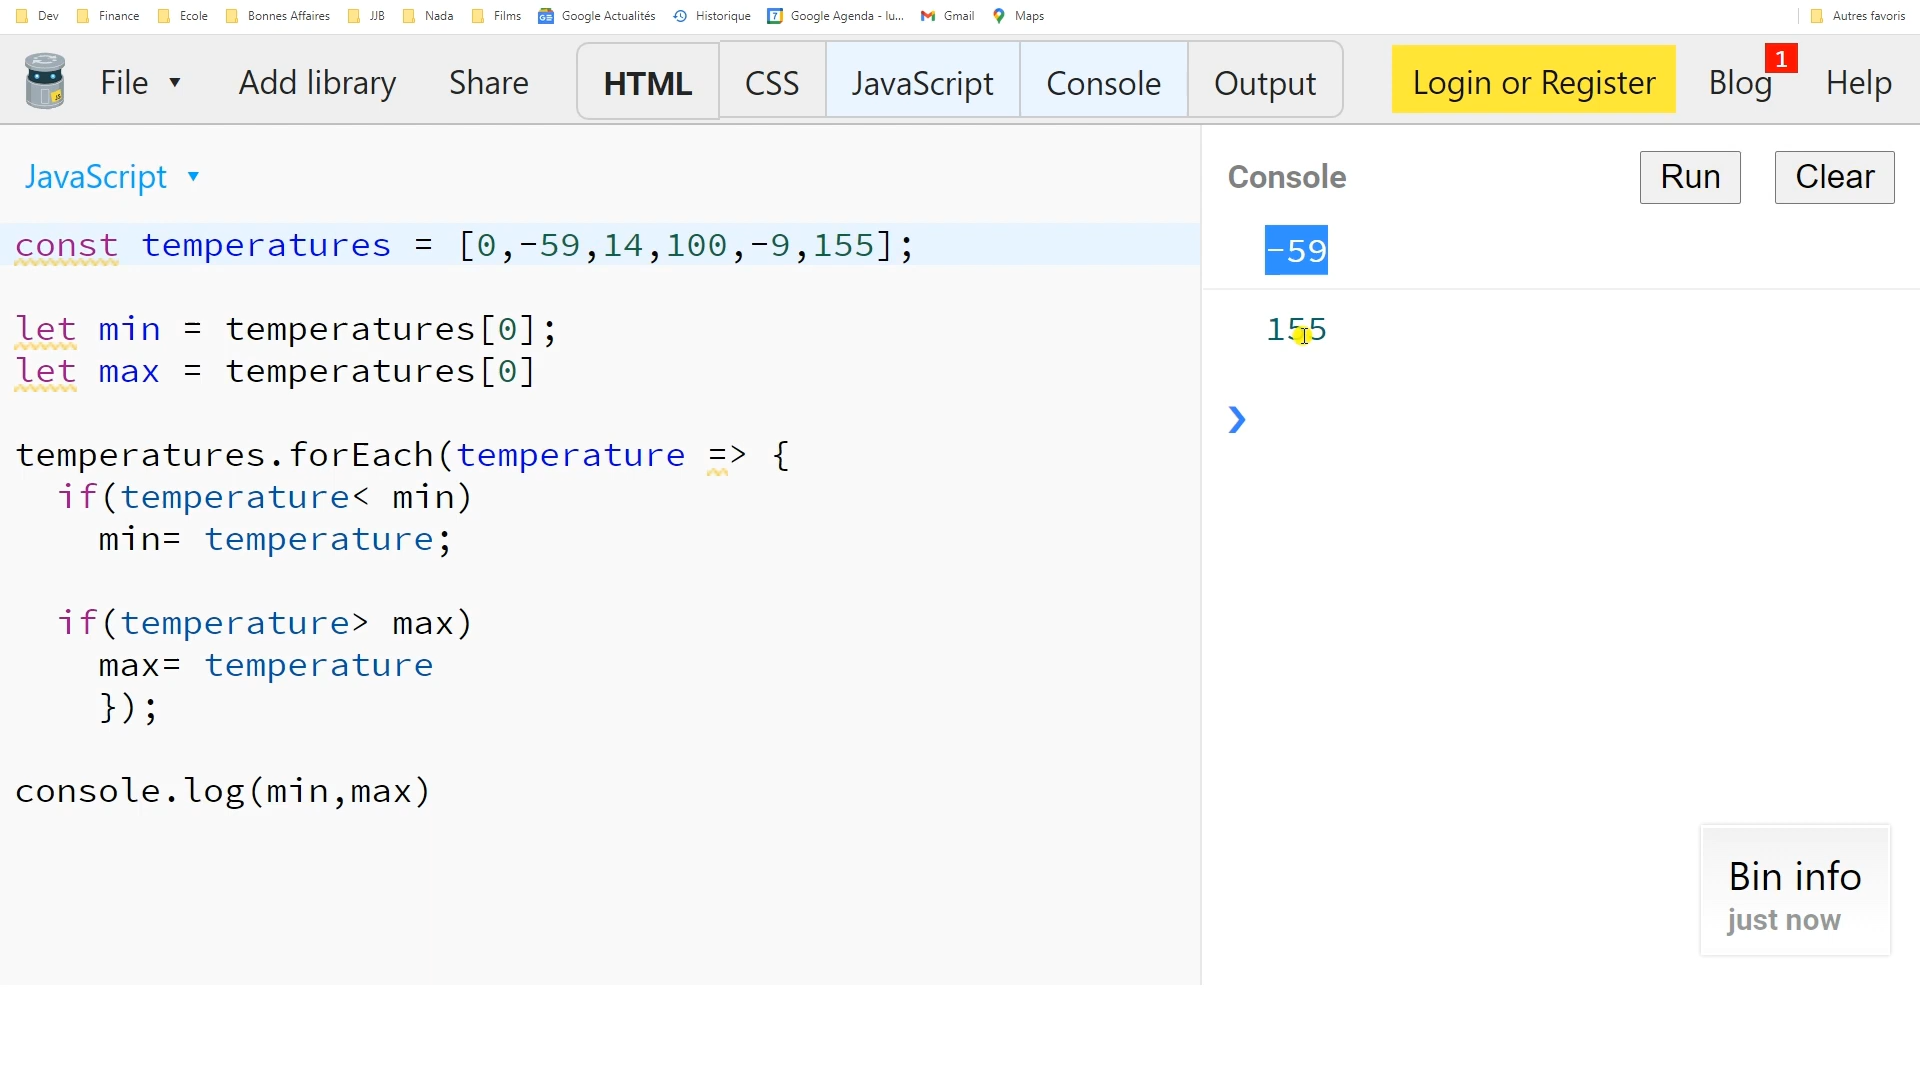 Dev Finance Ecole Bonnes Affaires JJB Nada Films Google Actualités Historique Google Agenda - lu... Gmail Maps Autres favoris
File Add library Share HTML CSS JavaScript Console Output Login or Register Blog 1 Help
JavaScript
const temperatures = [0,-59,14,100,-9,155];
let min = temperatures[0];
let max = temperatures[0]
temperatures.forEach(temperature => {
if(temperature< min)
min= temperature;
if(temperature> max)
max= temperature
});
console.log(min,max)
Console Run Clear
-59
155
❯
Bin info
just now